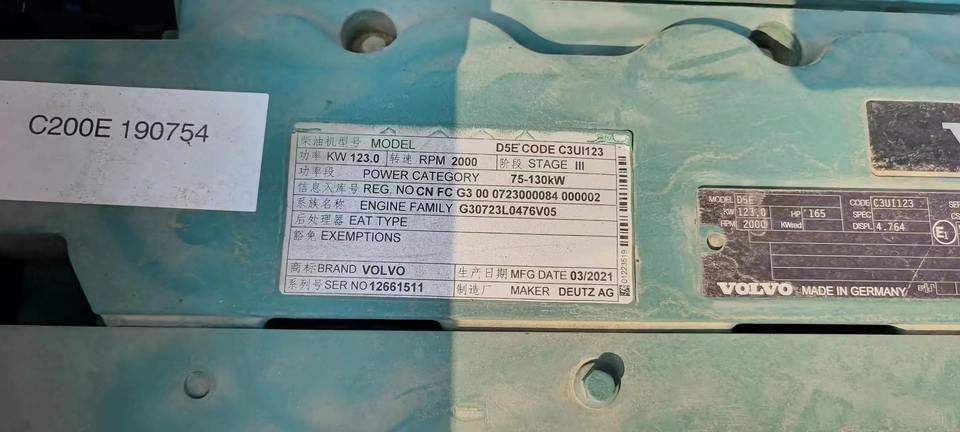 C200E 190754
柴油机型号 MODEL D5E CODE C3UI123
功率 KW 123.0 转速 RPM 2000 阶段 STAGE III
功率段 POWER CATEGORY 75-130kW
信息入库号 REG. NO CN FC G3 00 0723000084 000002
系族名称 ENGINE FAMILY G30723L0476V05
后处理器 EAT TYPE
豁免 EXEMPTIONS
商标 BRAND VOLVO 生产日期 MFG DATE 03/2021
系列号 SER NO 12661511 制造厂 MAKER DEUTZ AG
01223519
D5E CODE C3UI123 SER
KW 123.0 HP 165 SPEC
RPM 2000 KWred DISPL 4.764
E1
VOLVO MADE IN GERMANY